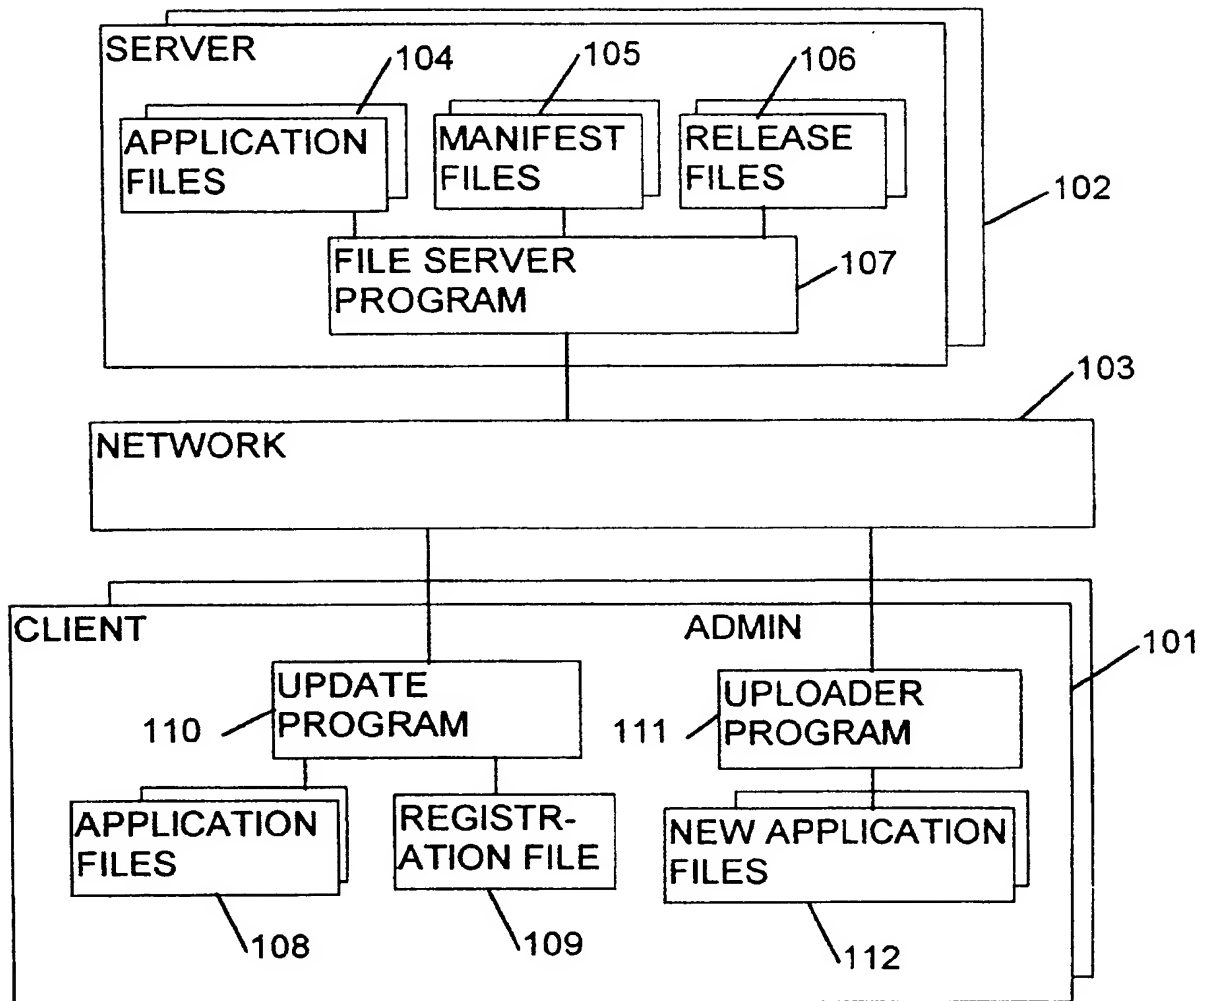 SERVER
104
105
106
APPLICATION
FILES
MANIFEST
FILES
RELEASE
FILES
102
FILE SERVER
PROGRAM
107
103
NETWORK
CLIENT
ADMIN
101
UPDATE
PROGRAM
110
UPLOADER
PROGRAM
111
APPLICATION
FILES
REGISTR-
ATION FILE
NEW APPLICATION
FILES
108
109
112